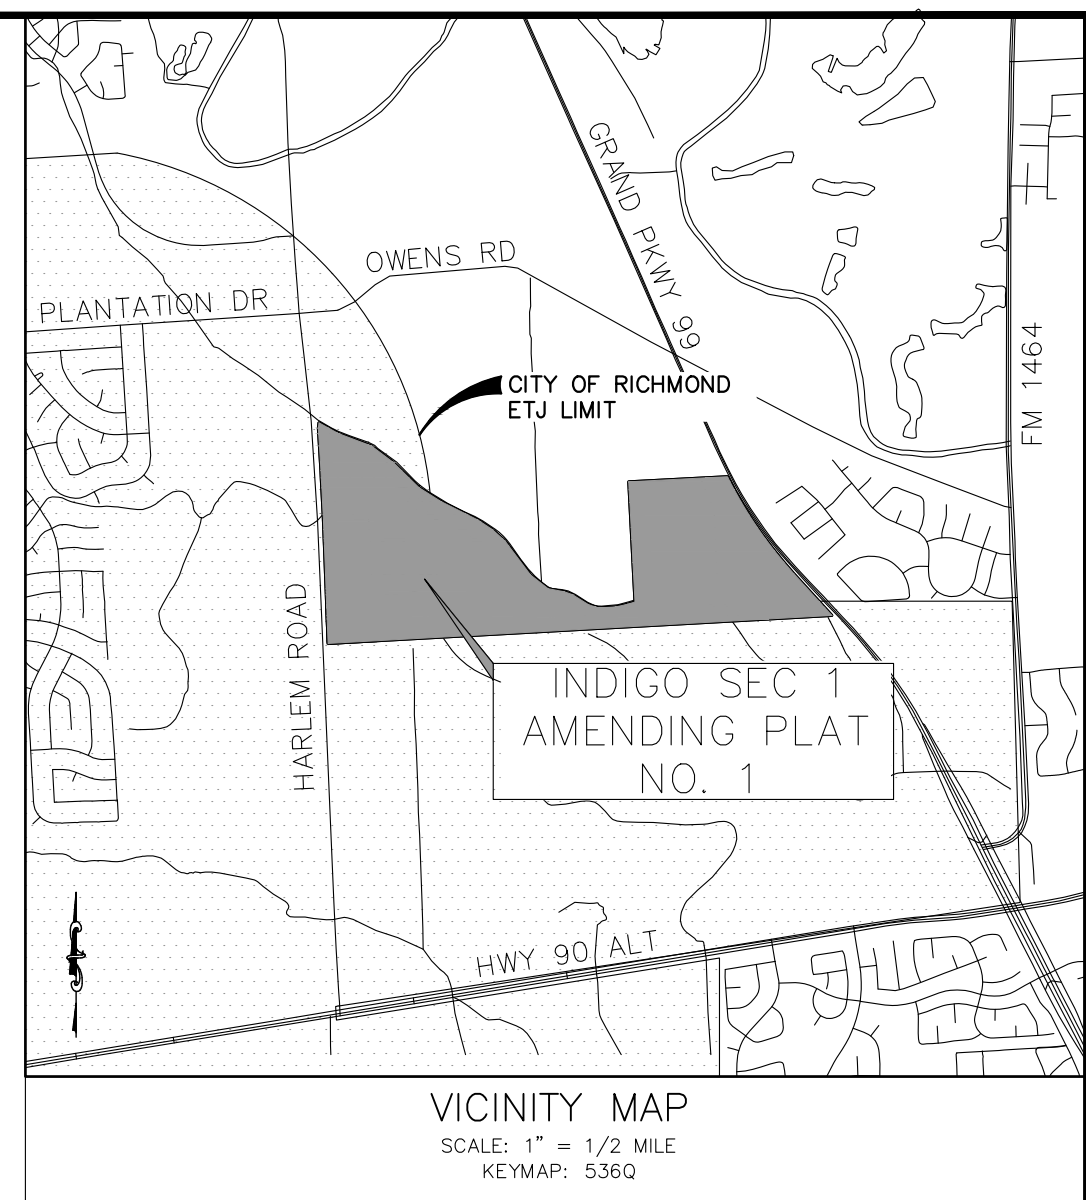 GRAND PKWY 99
OWENS RD
PLANTATION DR
CITY OF RICHMOND
ETJ LIMIT
FM 1464
HARLEM ROAD
INDIGO SEC 1
AMENDING PLAT
NO. 1
HWY 90 ALT
VICINITY MAP
SCALE: 1" = 1/2 MILE
KEYMAP: 536Q